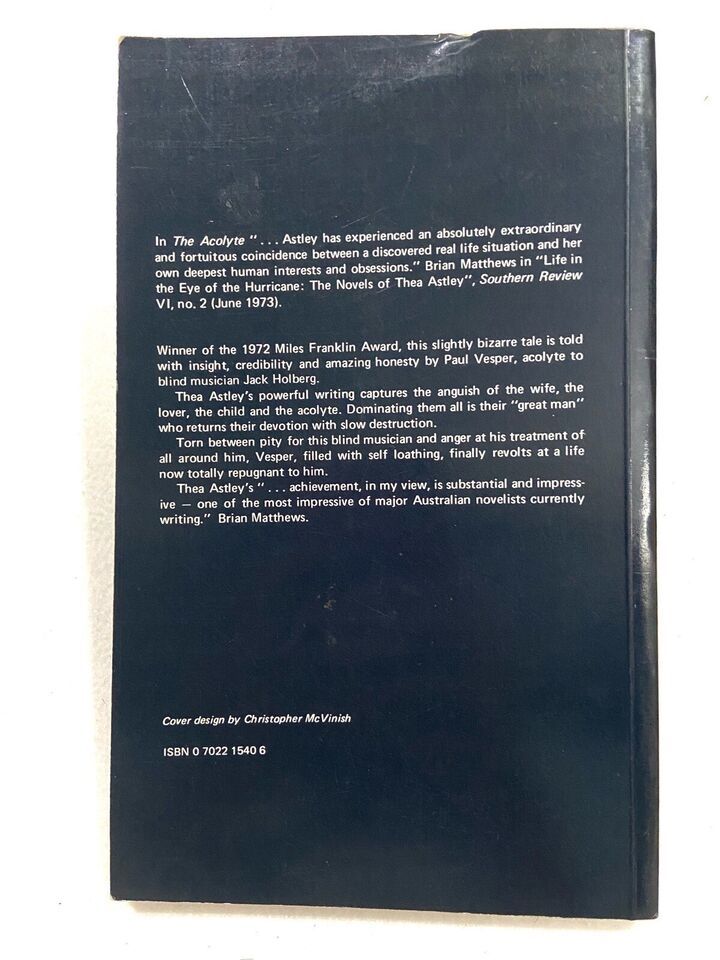 In The Acolyte "... Astley has experienced an absolutely extraordinary
and fortuitous coincidence between a discovered real life situation and her
own deepest human interests and obsessions." Brian Matthews in "Life in
the Eye of the Hurricane: The Novels of Thea Astley", Southern Review
VI, no. 2 (June 1973).
Winner of the 1972 Miles Franklin Award, this slightly bizarre tale is told
with insight, credibility and amazing honesty by Paul Vesper, acolyte to
blind musician Jack Holberg.
Thea Astley's powerful writing captures the anguish of the wife, the
lover, the child and the acolyte. Dominating them all is their "great man"
who returns their devotion with slow destruction.
Torn between pity for this blind musician and anger at his treatment of
all around him, Vesper, filled with self loathing, finally revolts at a life
now totally repugnant to him.
Thea Astley's "... achievement, in my view, is substantial and impress-
ive — one of the most impressive of major Australian novelists currently
writing." Brian Matthews.
Cover design by Christopher McVinish
ISBN 0 7022 1540 6